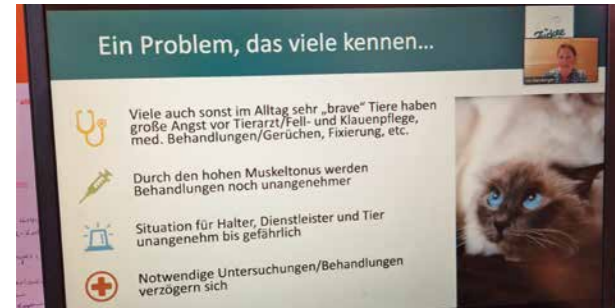 Ein Problem, das viele kennen...
Viele auch sonst im Alltag sehr „brave“ Tiere haben
große Angst vor Tierarzt/Fell- und Klauenpflege,
med. Behandlungen/Gerüchen, Fixierung, etc.
Durch den hohen Muskeltonus werden
Behandlungen noch unangenehmer
Situation für Halter, Dienstleister und Tier
unangenehm bis gefährlich
Notwendige Untersuchungen/Behandlungen
verzögern sich